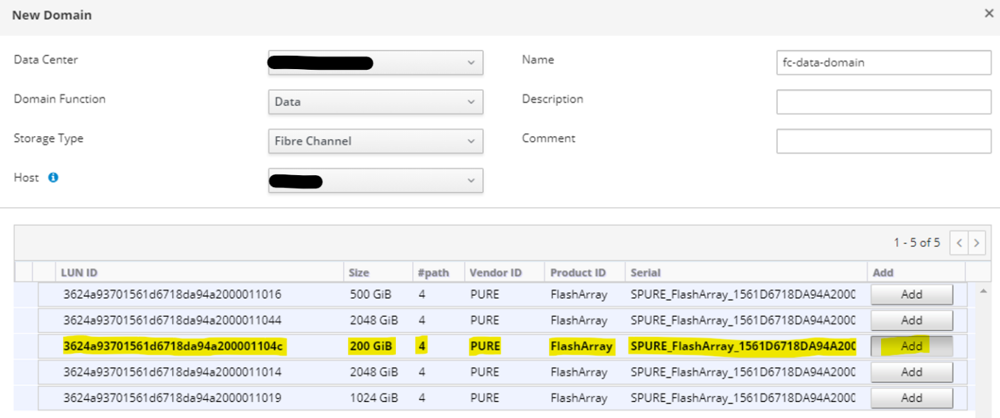 New Domain ×
Data Center
Name fc-data-domain
Domain Function Data
Description
Storage Type Fibre Channel
Comment
Host
1 - 5 of 5
LUN ID Size #path Vendor ID Product ID Serial Add
3624a93701561d6718da94a2000011016 500 GiB 4 PURE FlashArray SPURE_FlashArray_1561D6718DA94A2000 Add
3624a93701561d6718da94a2000011044 2048 GiB 4 PURE FlashArray SPURE_FlashArray_1561D6718DA94A2000 Add
3624a93701561d6718da94a200001104c 200 GiB 4 PURE FlashArray SPURE_FlashArray_1561D6718DA94A200 Add
3624a93701561d6718da94a2000011014 2048 GiB 4 PURE FlashArray SPURE_FlashArray_1561D6718DA94A2000 Add
3624a93701561d6718da94a2000011019 1024 GiB 4 PURE FlashArray SPURE_FlashArray_1561D6718DA94A2000 Add